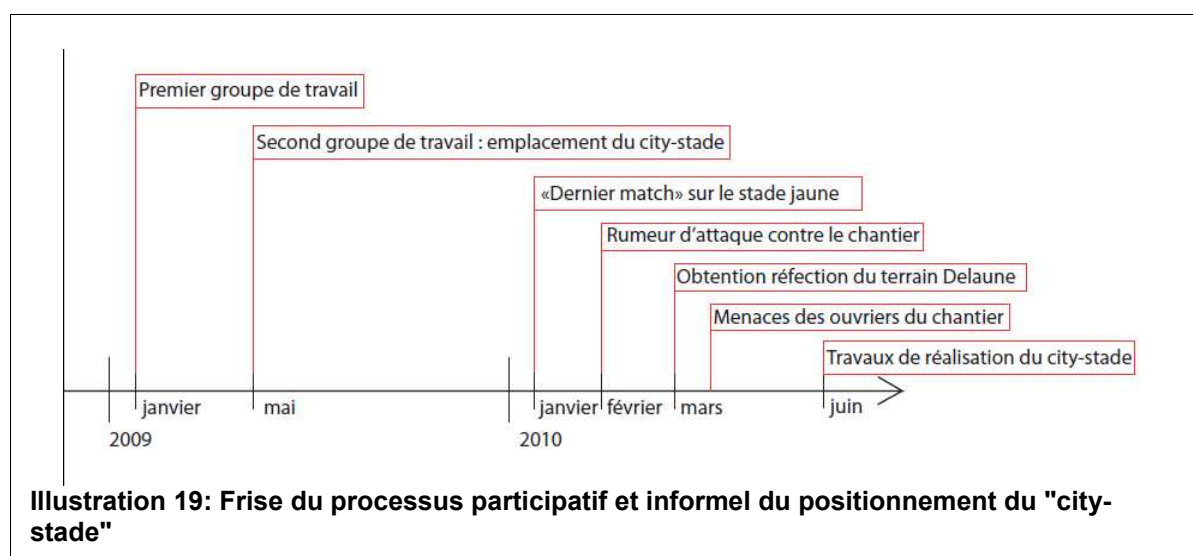 Premier groupe de travail
Second groupe de travail : emplacement du city-stade
«Dernier match» sur le stade jaune
Rumeur d'attaque contre le chantier
Obtention réfection du terrain Delaune
Menaces des ouvriers du chantier
Travaux de réalisation du city-stade
janvier mai janvier février mars juin
2009 2010
Illustration 19: Frise du processus participatif et informel du positionnement du "city-
stade"